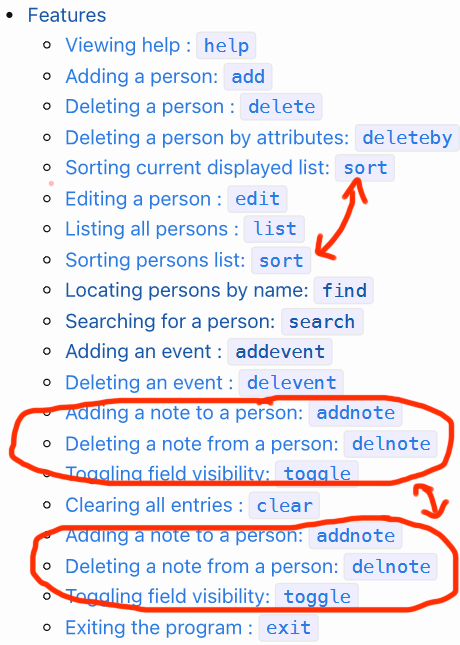 Features
Viewing help : help
Adding a person: add
Deleting a person : delete
Deleting a person by attributes: deleteby
Sorting current displayed list: sort
Editing a person : edit
Listing all persons : list
Sorting persons list: sort
Locating persons by name: find
Searching for a person: search
Adding an event : addevent
Deleting an event : delevent
Adding a note to a person: addnote
Deleting a note from a person: delnote
Toggling field visibility: toggle
Clearing all entries : clear
Adding a note to a person: addnote
Deleting a note from a person: delnote
Toggling field visibility: toggle
Exiting the program : exit